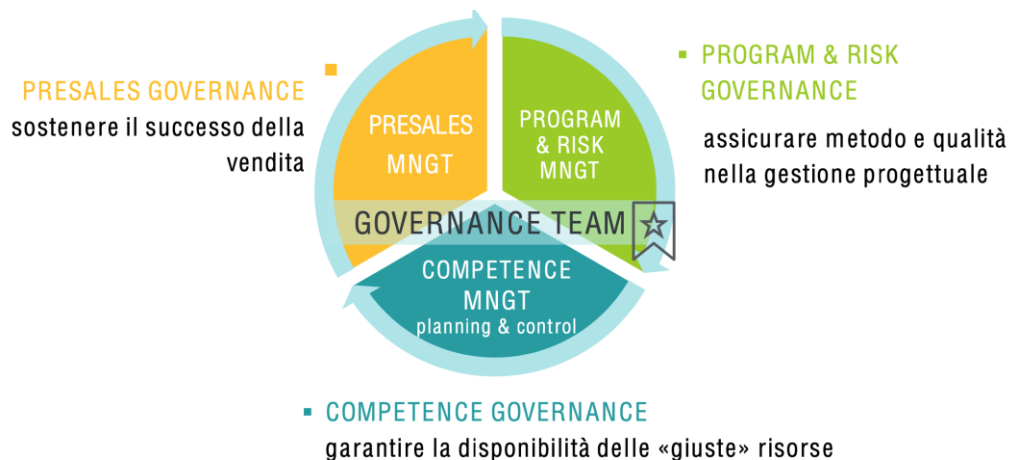 PRESALES GOVERNANCE
sostenere il successo della
vendita
PRESALES
MNGT
PROGRAM
& RISK
MNGT
▪ PROGRAM & RISK
GOVERNANCE
assicurare metodo e qualità
nella gestione progettuale
GOVERNANCE TEAM
COMPETENCE
MNGT
planning & control
▪ COMPETENCE GOVERNANCE
garantire la disponibilità delle «giuste» risorse